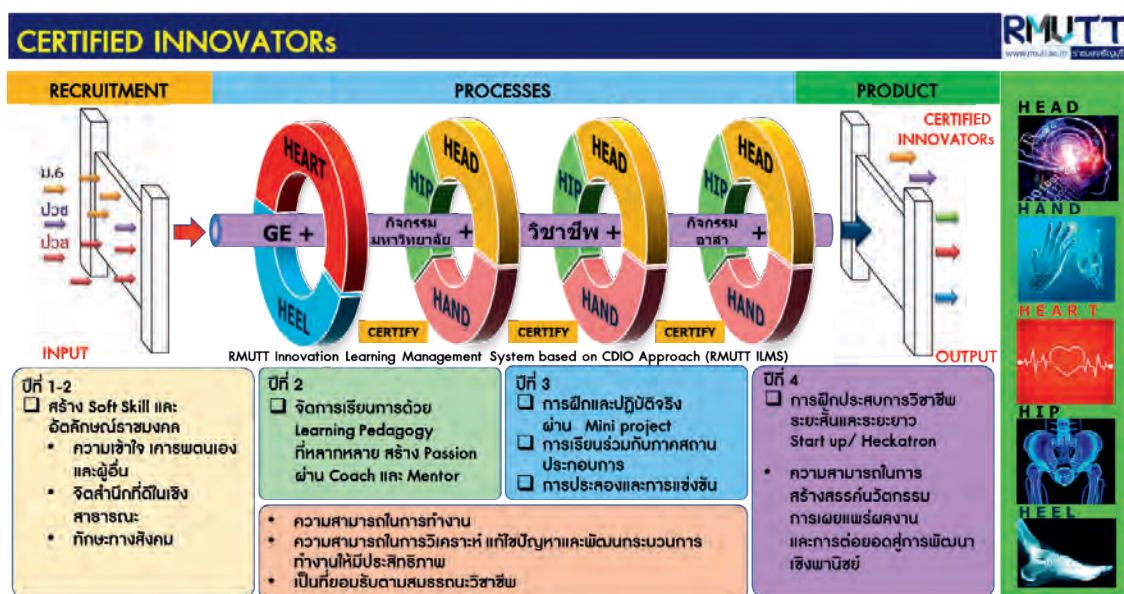 CERTIFIED INNOVATORs
RMUTT
www.rmutt.ac.th ราชมงคลธัญบุรี
RECRUITMENT
PROCESSES
PRODUCT
ม.6
ปวช
ปวส
INPUT
HEART
HEEL
GE +
HEAD
HIP
HAND
กิจกรรม
มหาวิทยาลัย +
HEAD
HIP
HAND
วิชาชีพ +
HEAD
HIP
HAND
กิจกรรม
อาสา +
CERTIFY
CERTIFY
CERTIFY
CERTIFIED
INNOVATORs
OUTPUT
RMUTT Innovation Learning Management System based on CDIO Approach (RMUTT ILMS)
ปีที่ 1-2
สร้าง Soft Skill และ
อัตลักษณ์ราชมงคล
• ความเข้าใจ เคารพตนเอง
และผู้อื่น
• จิตสำนึกที่ดีในเชิง
สาธารณะ
• ทักษะทางสังคม
ปีที่ 2
จัดการเรียนการด้วย
Learning Pedagogy
ที่หลากหลาย สร้าง Passion
ผ่าน Coach และ Mentor
ปีที่ 3
การฝึกและปฏิบัติจริง
ผ่าน Mini project
การเรียนร่วมกับภาคสถาน
ประกอบการ
การประลองและการแข่งขัน
• ความสามารถในการทำงาน
• ความสามารถในการวิเคราะห์ แก้ไขปัญหาและพัฒนากระบวนการ
ทำงานให้มีประสิทธิภาพ
• เป็นที่ยอมรับตามสมรรถนะวิชาชีพ
ปีที่ 4
การฝึกประสบการวิชาชีพ
ระยะสั้นและระยะยาว
Start up/ Heckatron
• ความสามารถในการ
สร้างสรรค์นวัตกรรม
การเผยแพร่ผลงาน
และการต่อยอดสู่การพัฒนา
เชิงพานิชย์
HEAD
HAND
HEART
HIP
HEEL